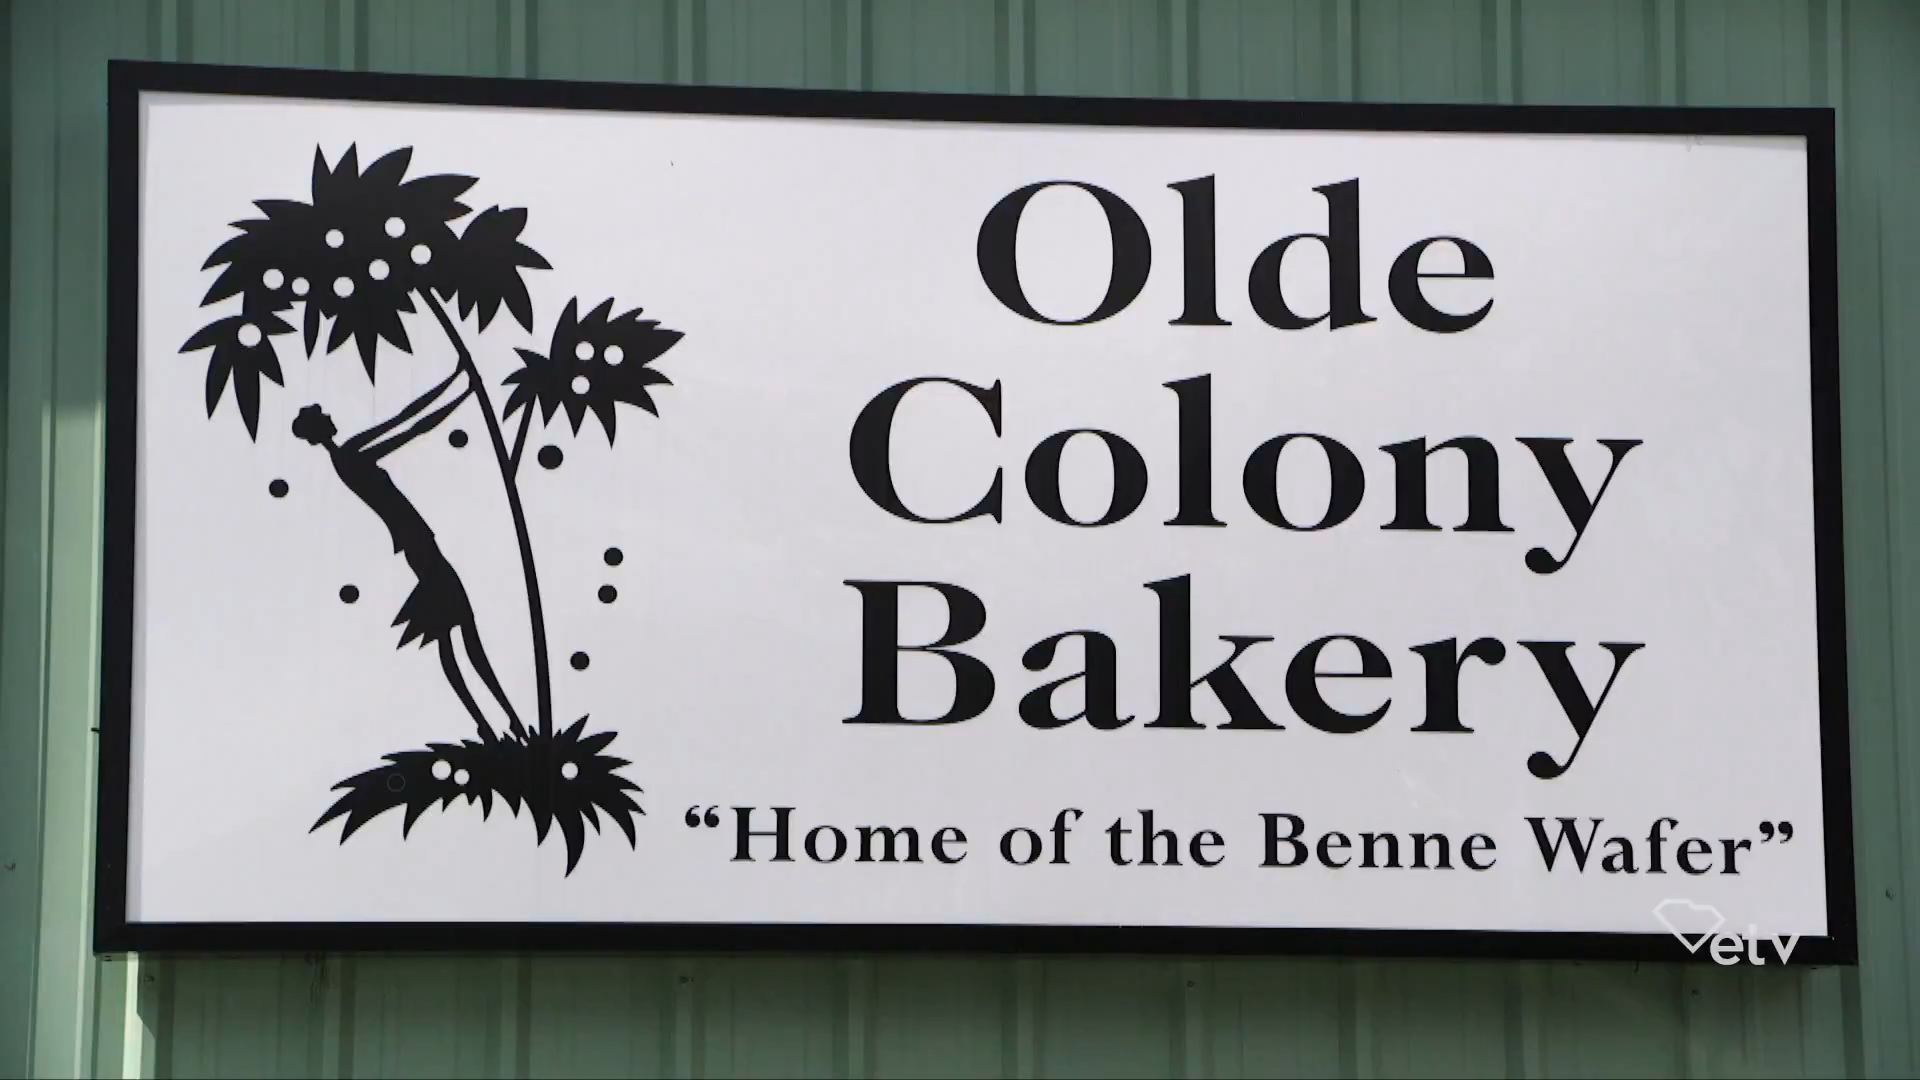 Olde
Colony
Bakery
“Home of the Benne Wafer”
etv